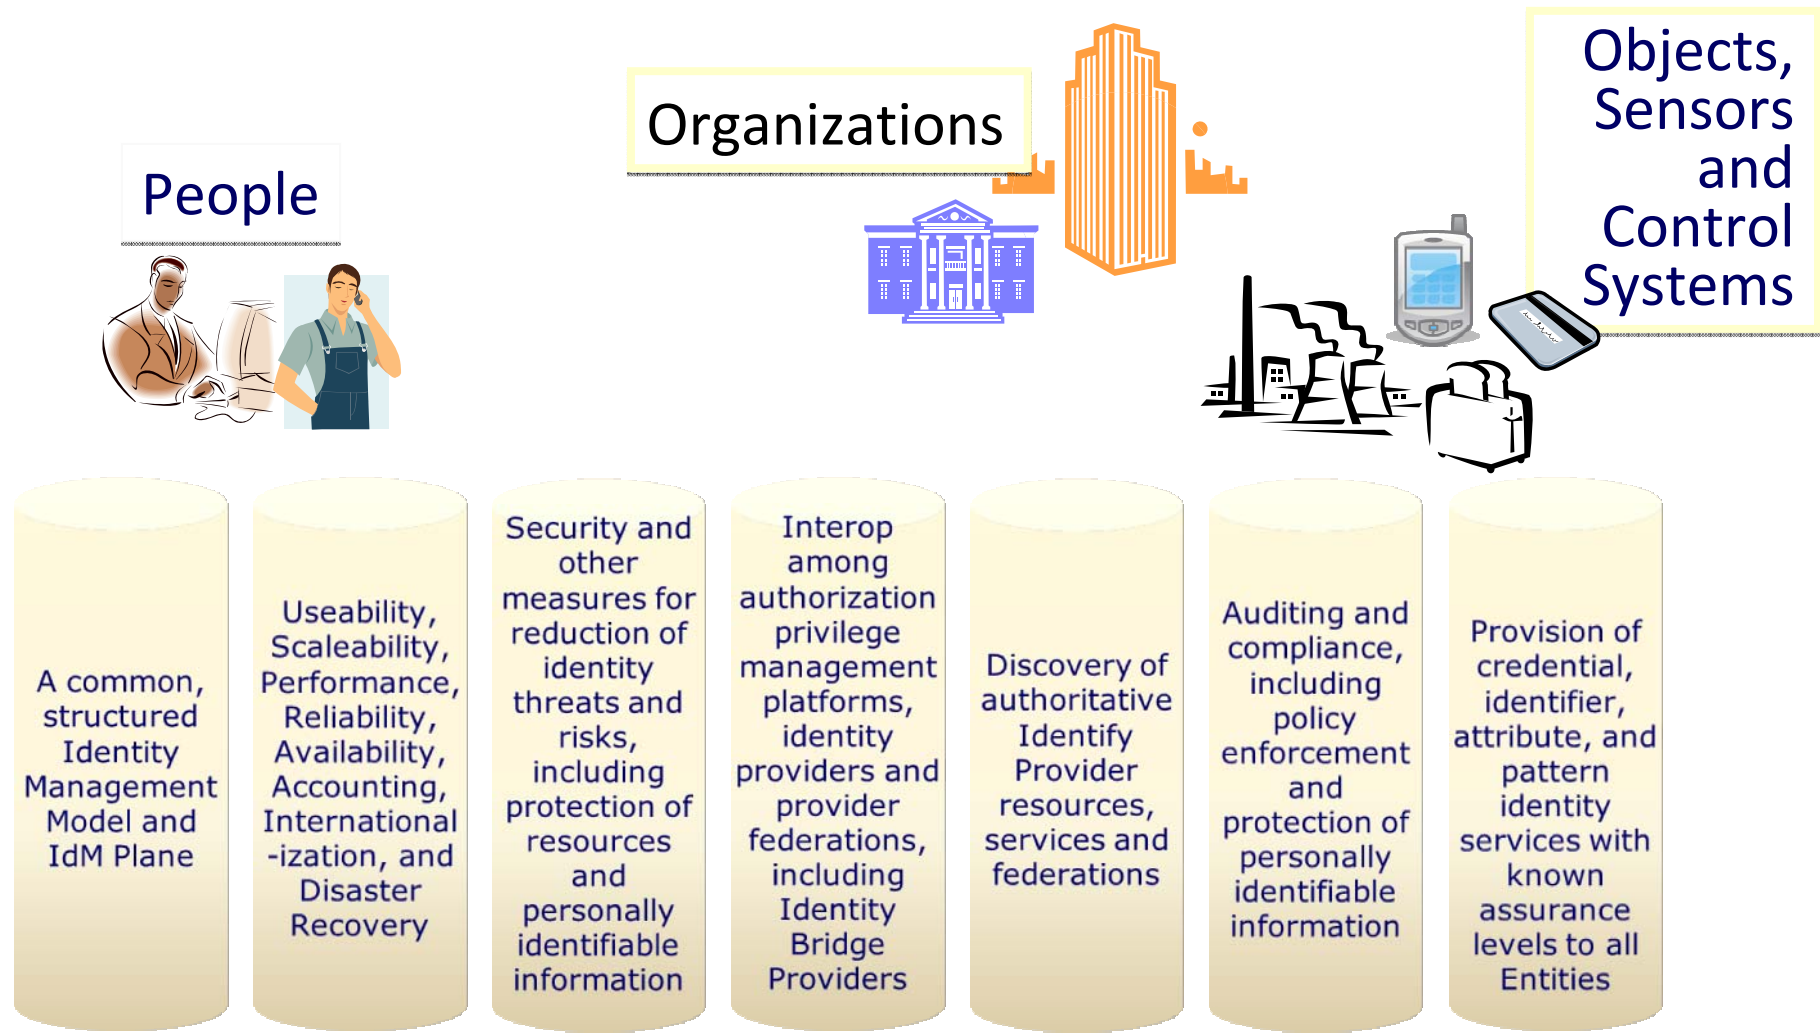 People
Organizations
Objects,
Sensors
and
Control
Systems
A common,
structured
Identity
Management
Model and
IdM Plane
Useability,
Scaleability,
Performance,
Reliability,
Availability,
Accounting,
International
-ization, and
Disaster
Recovery
Security and
other
measures for
reduction of
identity
threats and
risks,
including
protection of
resources
and
personally
identifiable
information
Interop
among
authorization
privilege
management
platforms,
identity
providers and
provider
federations,
including
Identity
Bridge
Providers
Discovery of
authoritative
Identify
Provider
resources,
services and
federations
Auditing and
compliance,
including
policy
enforcement
and
protection of
personally
identifiable
information
Provision of
credential,
identifier,
attribute, and
pattern
identity
services with
known
assurance
levels to all
Entities